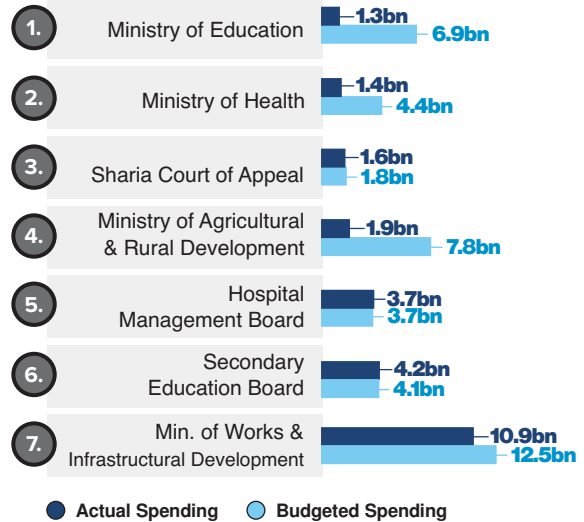 1.
Ministry of Education
1.3bn
6.9bn
2.
Ministry of Health
1.4bn
4.4bn
3.
Sharia Court of Appeal
1.6bn
1.8bn
4.
Ministry of Agricultural
& Rural Development
1.9bn
7.8bn
5.
Hospital
Management Board
3.7bn
3.7bn
6.
Secondary
Education Board
4.2bn
4.1bn
7.
Min. of Works &
Infrastructural Development
10.9bn
12.5bn
Actual Spending Budgeted Spending